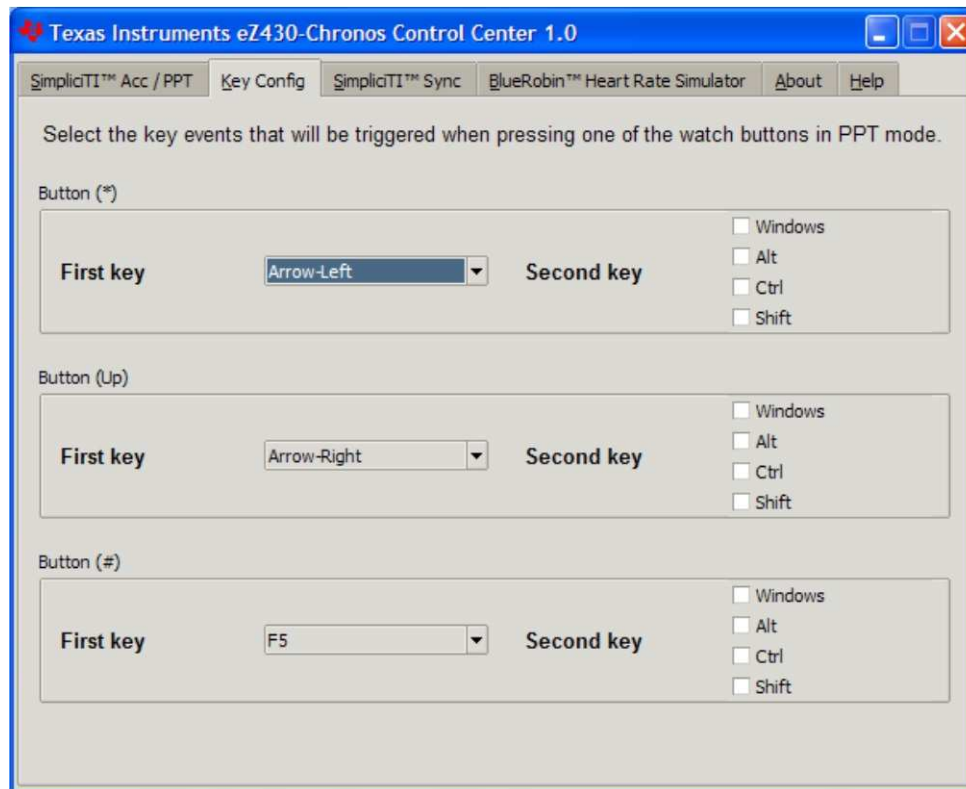 Texas Instruments eZ430-Chronos Control Center 1.0
SimpliciTI™ Acc / PPT Key Config SimpliciTI™ Sync BlueRobin™ Heart Rate Simulator About Help
Select the key events that will be triggered when pressing one of the watch buttons in PPT mode.
Button (*)
Windows
Alt
First key Arrow-Left Second key
Ctrl
Shift
Button (Up)
Windows
Alt
First key Arrow-Right Second key
Ctrl
Shift
Button (#)
Windows
Alt
First key F5 Second key
Ctrl
Shift